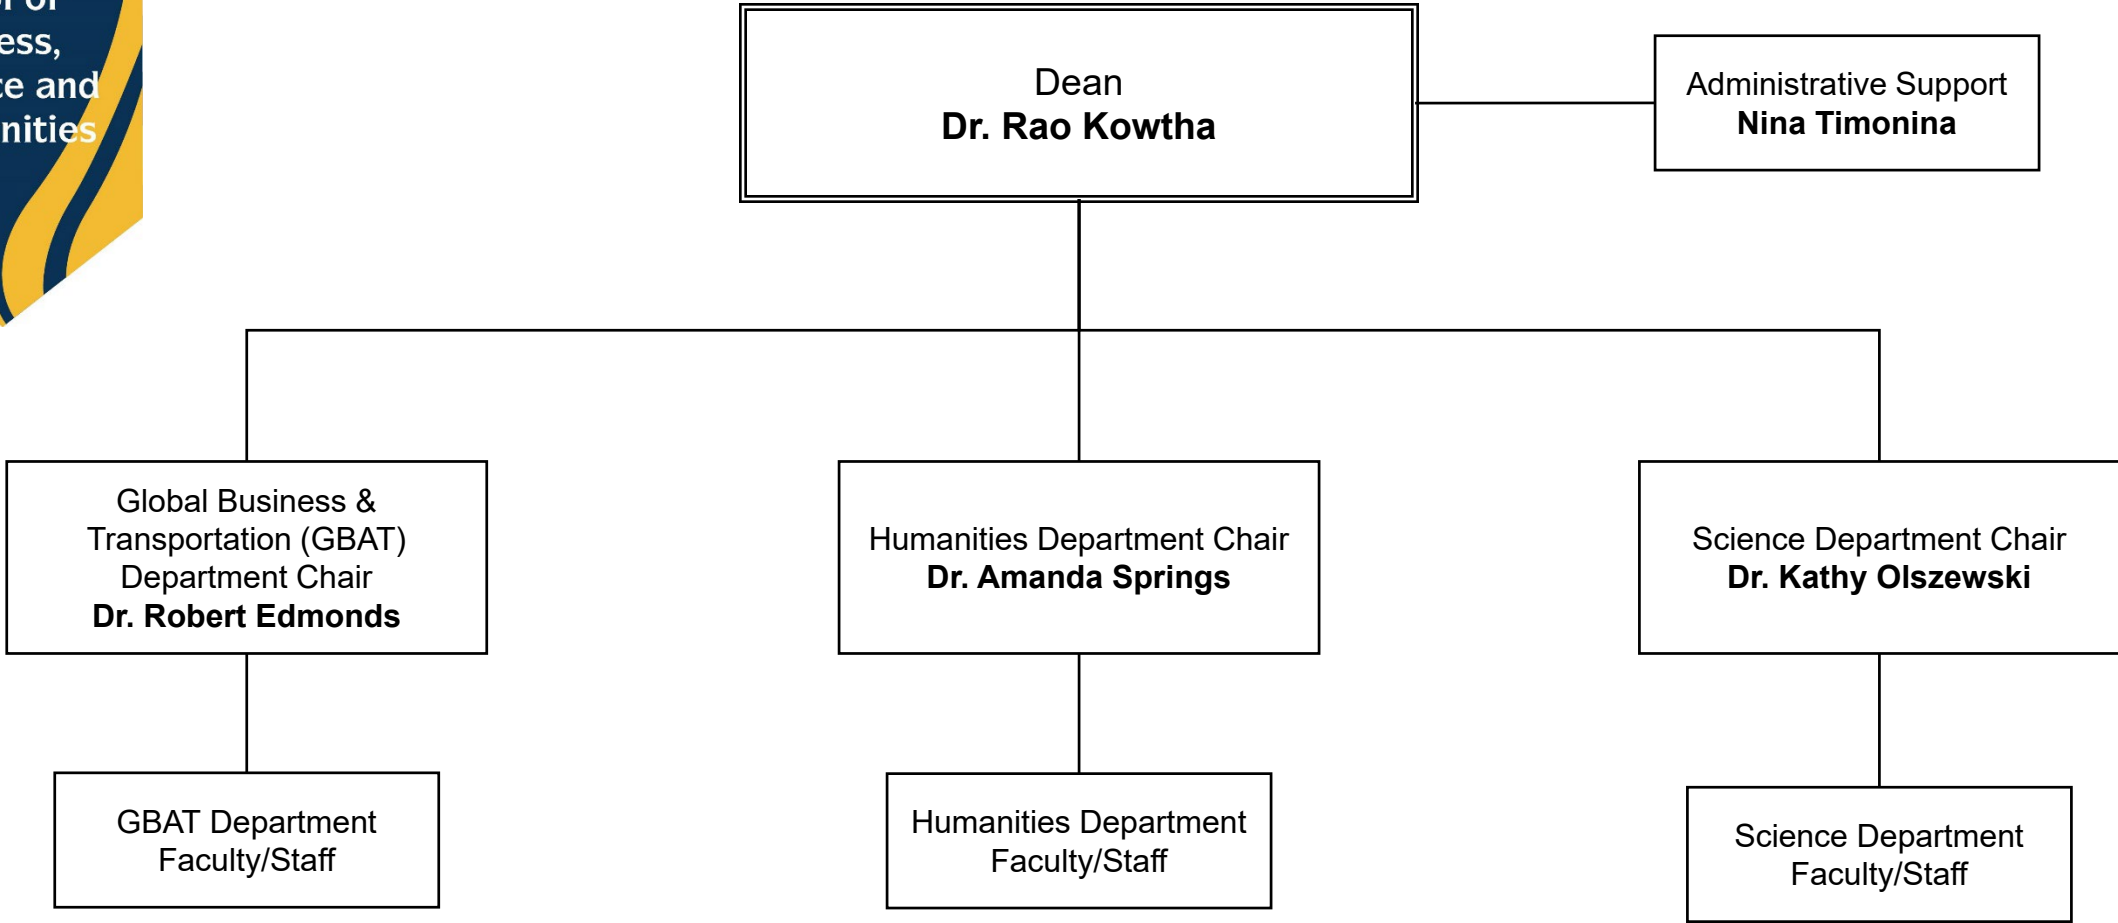 ess,
and
Dean
Dr. Rao Kowtha
Administrative Support
Nina Timonina
Global Business &
Transportation (GBAT)
Department Chair
Dr. Robert Edmonds
Humanities Department Chair
Dr. Amanda Springs
Science Department Chair
Dr. Kathy Olszewski
GBAT Department
Faculty/Staff
Humanities Department
Faculty/Staff
Science Department
Faculty/Staff